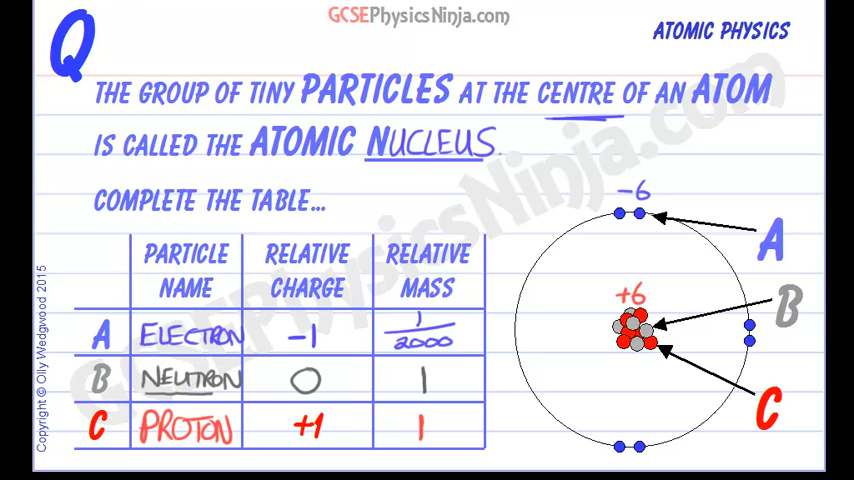 GCSEPhysicsNinja.com
Q
ATOMIC PHYSICS
THE GROUP OF TINY PARTICLES AT THE CENTRE OF AN ATOM
IS CALLED THE ATOMIC NUCLEUS.
COMPLETE THE TABLE...
PARTICLE NAME RELATIVE CHARGE RELATIVE MASS
A ELECTRON -1 1/2000
B NEUTRON 0 1
C PROTON +1 1
-6
A
+6
B
C
GCSEPhysicsNinja.com
Copyright © Olly Wedgwood 2015